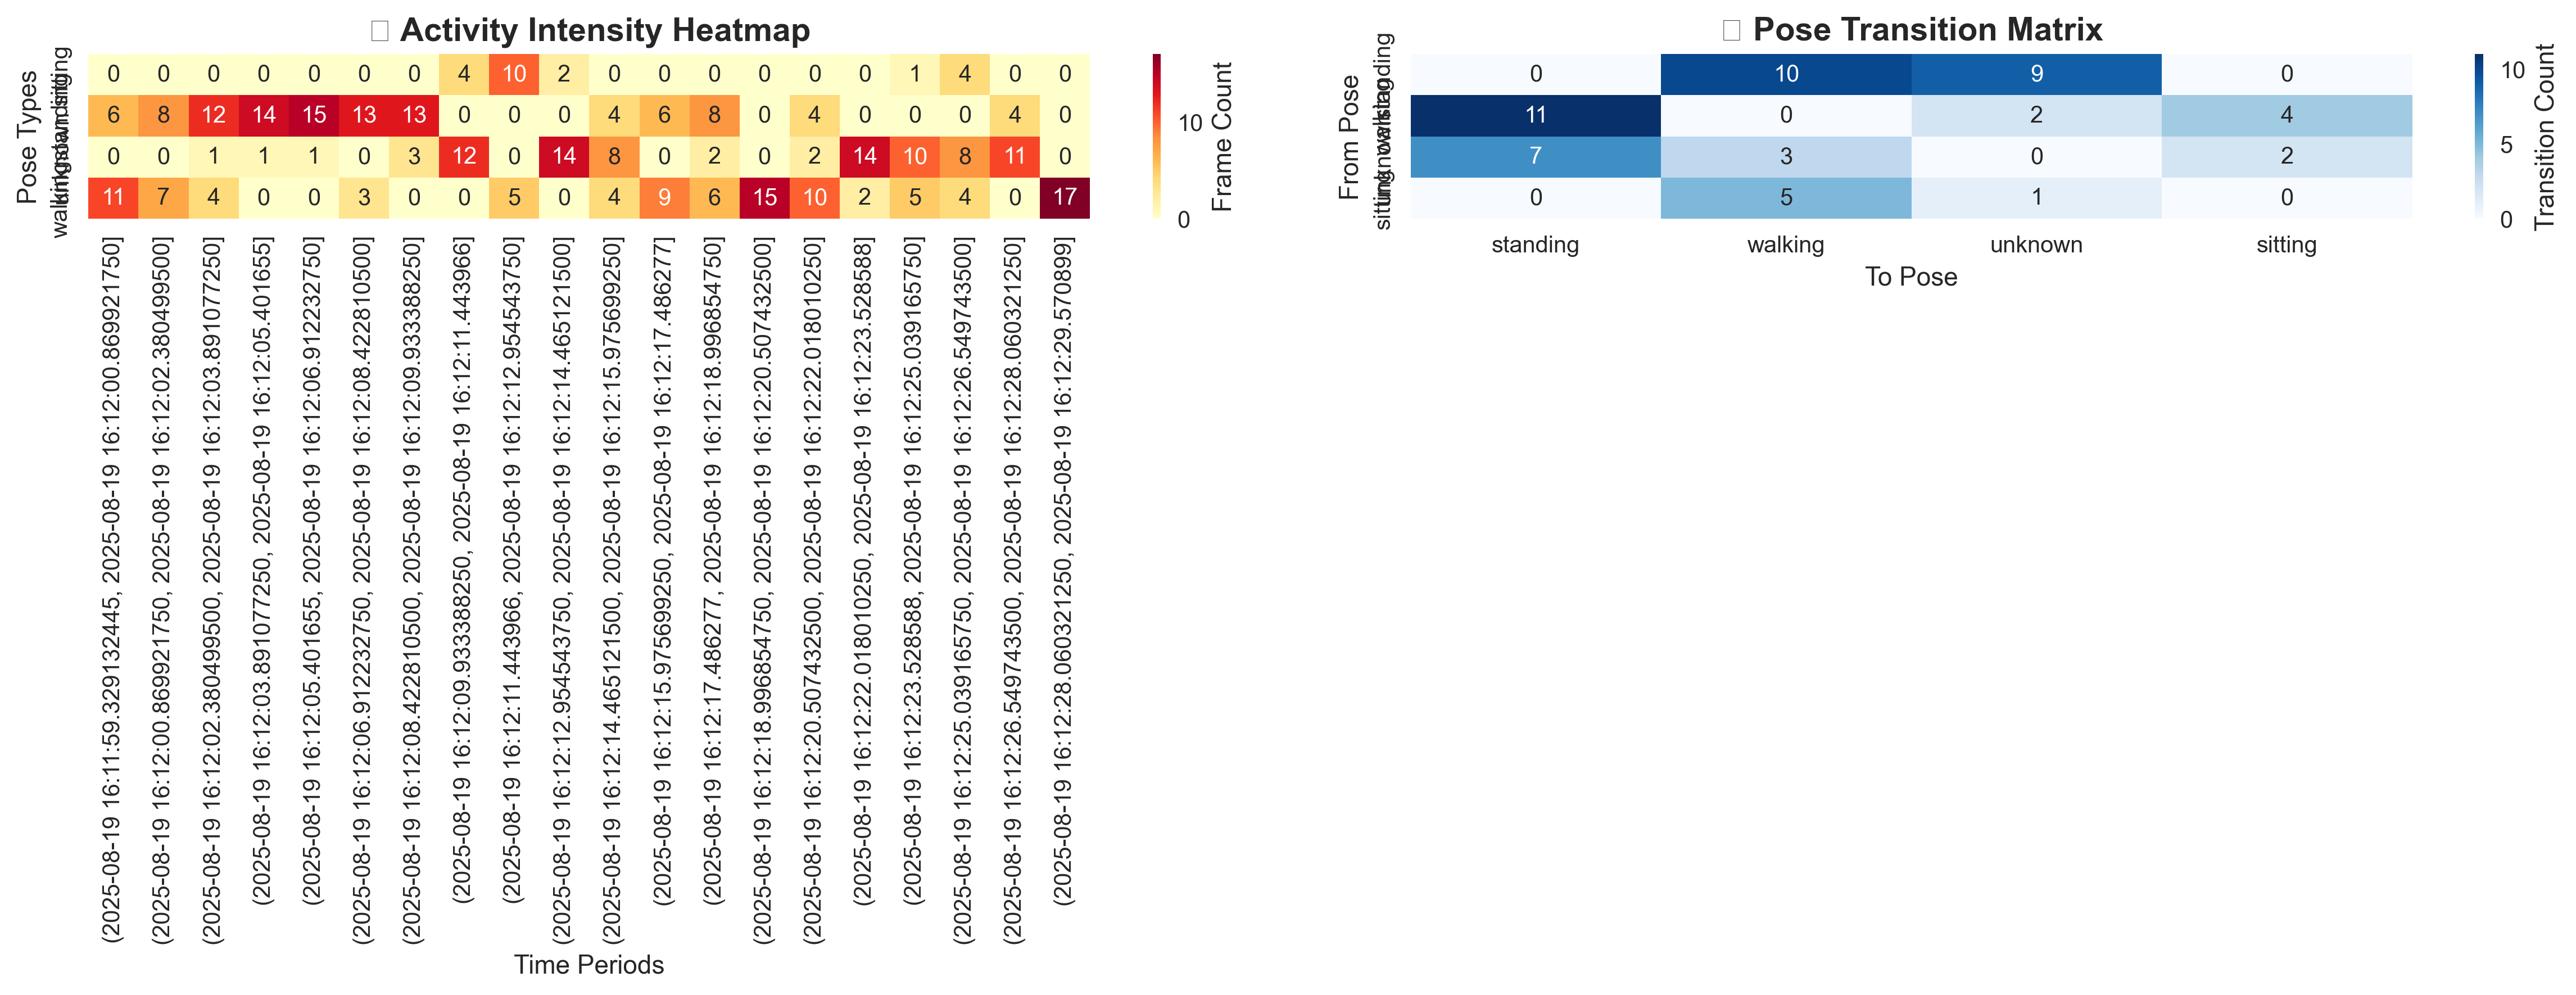 Activity Intensity Heatmap
Pose Types
sitting
standing
unknown
walking
0 0 0 0 0 0 0 4 10 2 0 0 0 0 0 0 1 4 0 0
6 8 12 14 15 13 13 0 0 0 4 6 8 0 4 0 0 0 4 0
0 0 1 1 1 0 3 12 0 14 8 0 2 0 2 14 10 8 11 0
11 7 4 0 0 3 0 0 5 0 4 9 6 15 10 2 5 4 0 17
(2025-08-19 16:11:59.329132445, 2025-08-19 16:12:00.869921750]
(2025-08-19 16:12:00.869921750, 2025-08-19 16:12:02.380499500]
(2025-08-19 16:12:02.380499500, 2025-08-19 16:12:03.891077250]
(2025-08-19 16:12:03.891077250, 2025-08-19 16:12:05.401655]
(2025-08-19 16:12:05.401655, 2025-08-19 16:12:06.912232750]
(2025-08-19 16:12:06.912232750, 2025-08-19 16:12:08.422810500]
(2025-08-19 16:12:08.422810500, 2025-08-19 16:12:09.933388250]
(2025-08-19 16:12:09.933388250, 2025-08-19 16:12:11.443966]
(2025-08-19 16:12:11.443966, 2025-08-19 16:12:12.954543750]
(2025-08-19 16:12:12.954543750, 2025-08-19 16:12:14.465121500]
(2025-08-19 16:12:14.465121500, 2025-08-19 16:12:15.975699250]
(2025-08-19 16:12:15.975699250, 2025-08-19 16:12:17.486277]
(2025-08-19 16:12:17.486277, 2025-08-19 16:12:18.996854750]
(2025-08-19 16:12:18.996854750, 2025-08-19 16:12:20.507432500]
(2025-08-19 16:12:20.507432500, 2025-08-19 16:12:22.018010250]
(2025-08-19 16:12:22.018010250, 2025-08-19 16:12:23.528588]
(2025-08-19 16:12:23.528588, 2025-08-19 16:12:25.039165750]
(2025-08-19 16:12:25.039165750, 2025-08-19 16:12:26.549743500]
(2025-08-19 16:12:26.549743500, 2025-08-19 16:12:28.060321250]
(2025-08-19 16:12:28.060321250, 2025-08-19 16:12:29.570899]
Time Periods
10
0
Frame Count
Pose Transition Matrix
From Pose
standing
walking
unknown
sitting
0 10 9 0
11 0 2 4
7 3 0 2
0 5 1 0
standing walking unknown sitting
To Pose
10
5
0
Transition Count